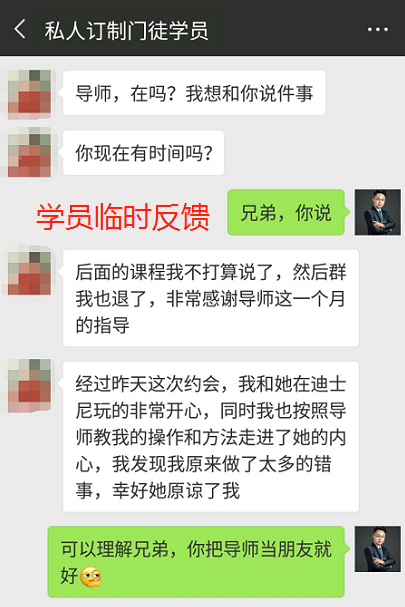 私人订制门徒学员
导师，在吗？我想和你说件事
你现在有时间吗？
兄弟，你说
学员临时反馈
后面的课程我不打算说了，然后群
我也退了，非常感谢导师这一个月
的指导
经过昨天这次约会，我和她在迪士
尼玩的非常开心，同时我也按照导
师教我的操作和方法走进了她的内
心，我发现我原来做了太多的错
事，幸好她原谅了我
可以理解兄弟，你把导师当朋友就
好